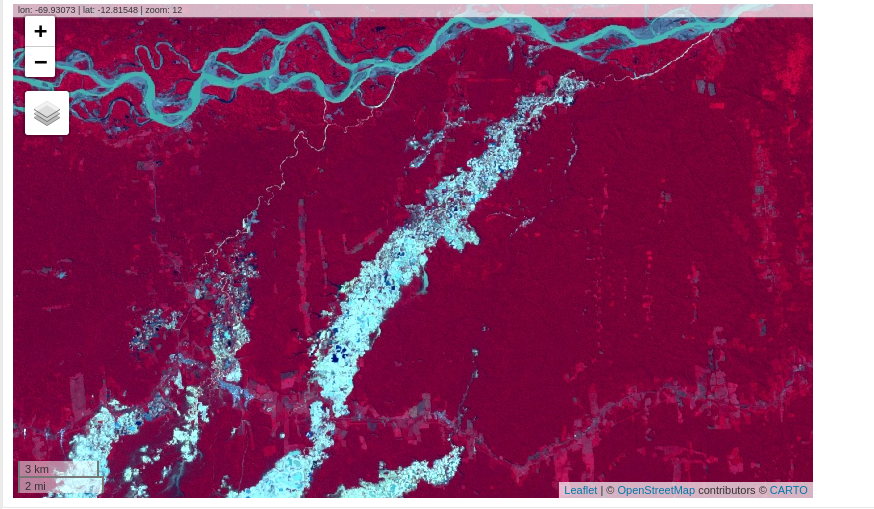 lon: -69.93073 | lat: -12.81548 | zoom: 12
+
−
3 km
2 mi
Leaflet | © OpenStreetMap contributors © CARTO